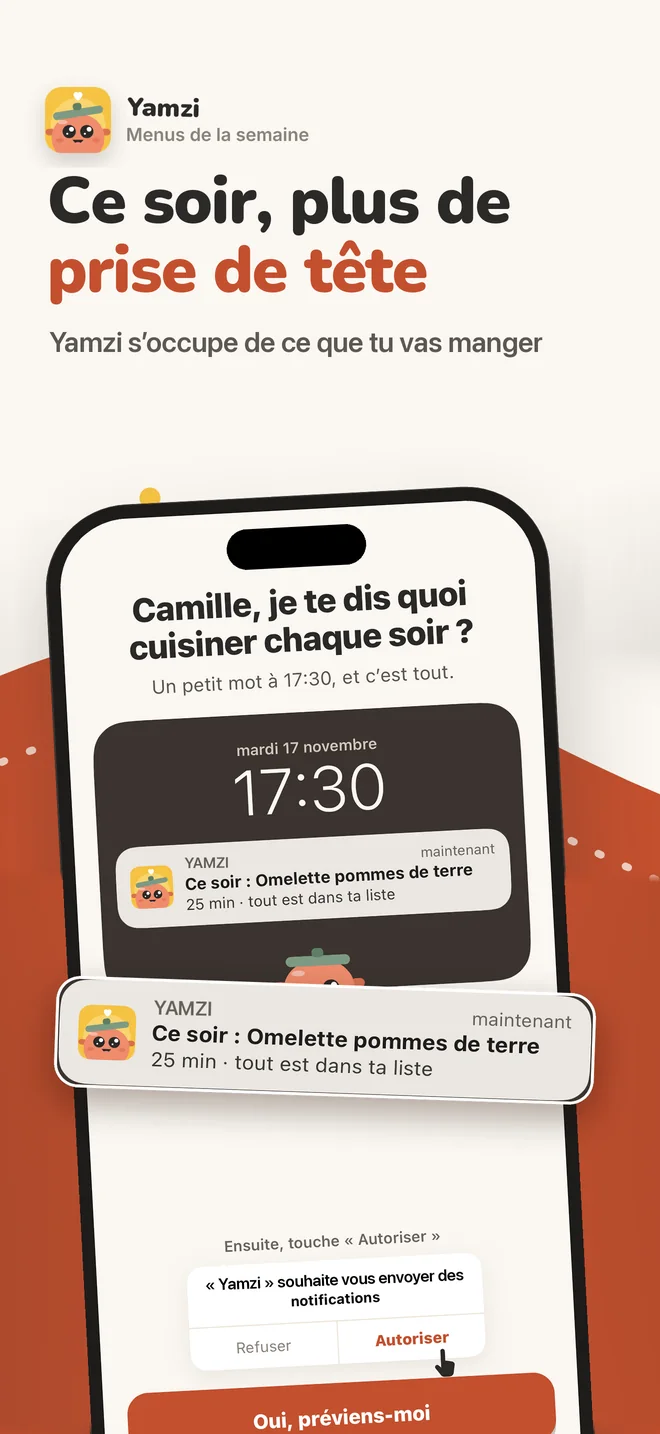 Yamzi
Menus de la semaine
Ce soir, plus de
prise de tête
Yamzi s’occupe de ce que tu vas manger
Camille, je te dis quoi
cuisiner chaque soir ?
Un petit mot à 17:30, et c’est tout.
mardi 17 novembre
17:30
YAMZI
maintenant
Ce soir : Omelette pommes de terre
25 min · tout est dans ta liste
YAMZI
maintenant
Ce soir : Omelette pommes de terre
25 min · tout est dans ta liste
Ensuite, touche « Autoriser »
« Yamzi » souhaite vous envoyer des
notifications
Refuser
Autoriser
Oui, préviens-moi